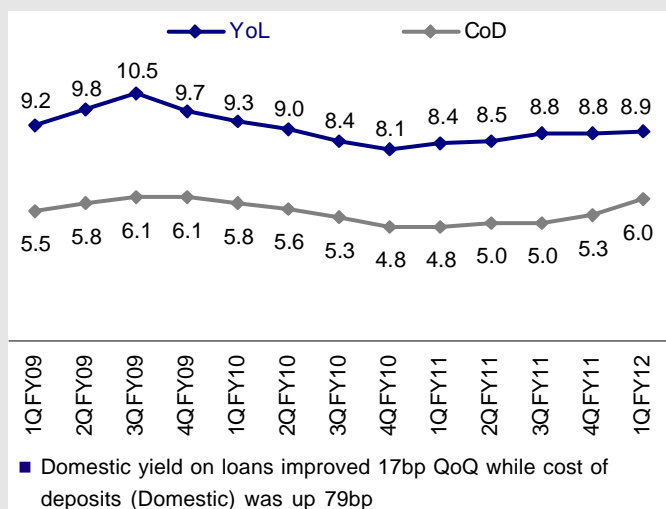 YoL CoD
9.2 9.8 10.5 9.7 9.3 9.0 8.4 8.1 8.4 8.5 8.8 8.8 8.9
5.5 5.8 6.1 6.1 5.8 5.6 5.3 4.8 4.8 5.0 5.0 5.3 6.0
1QFY09
2QFY09
3QFY09
4QFY09
1QFY10
2QFY10
3QFY10
4QFY10
1QFY11
2QFY11
3QFY11
4QFY11
1QFY12
■ Domestic yield on loans improved 17bp QoQ while cost of
deposits (Domestic) was up 79bp